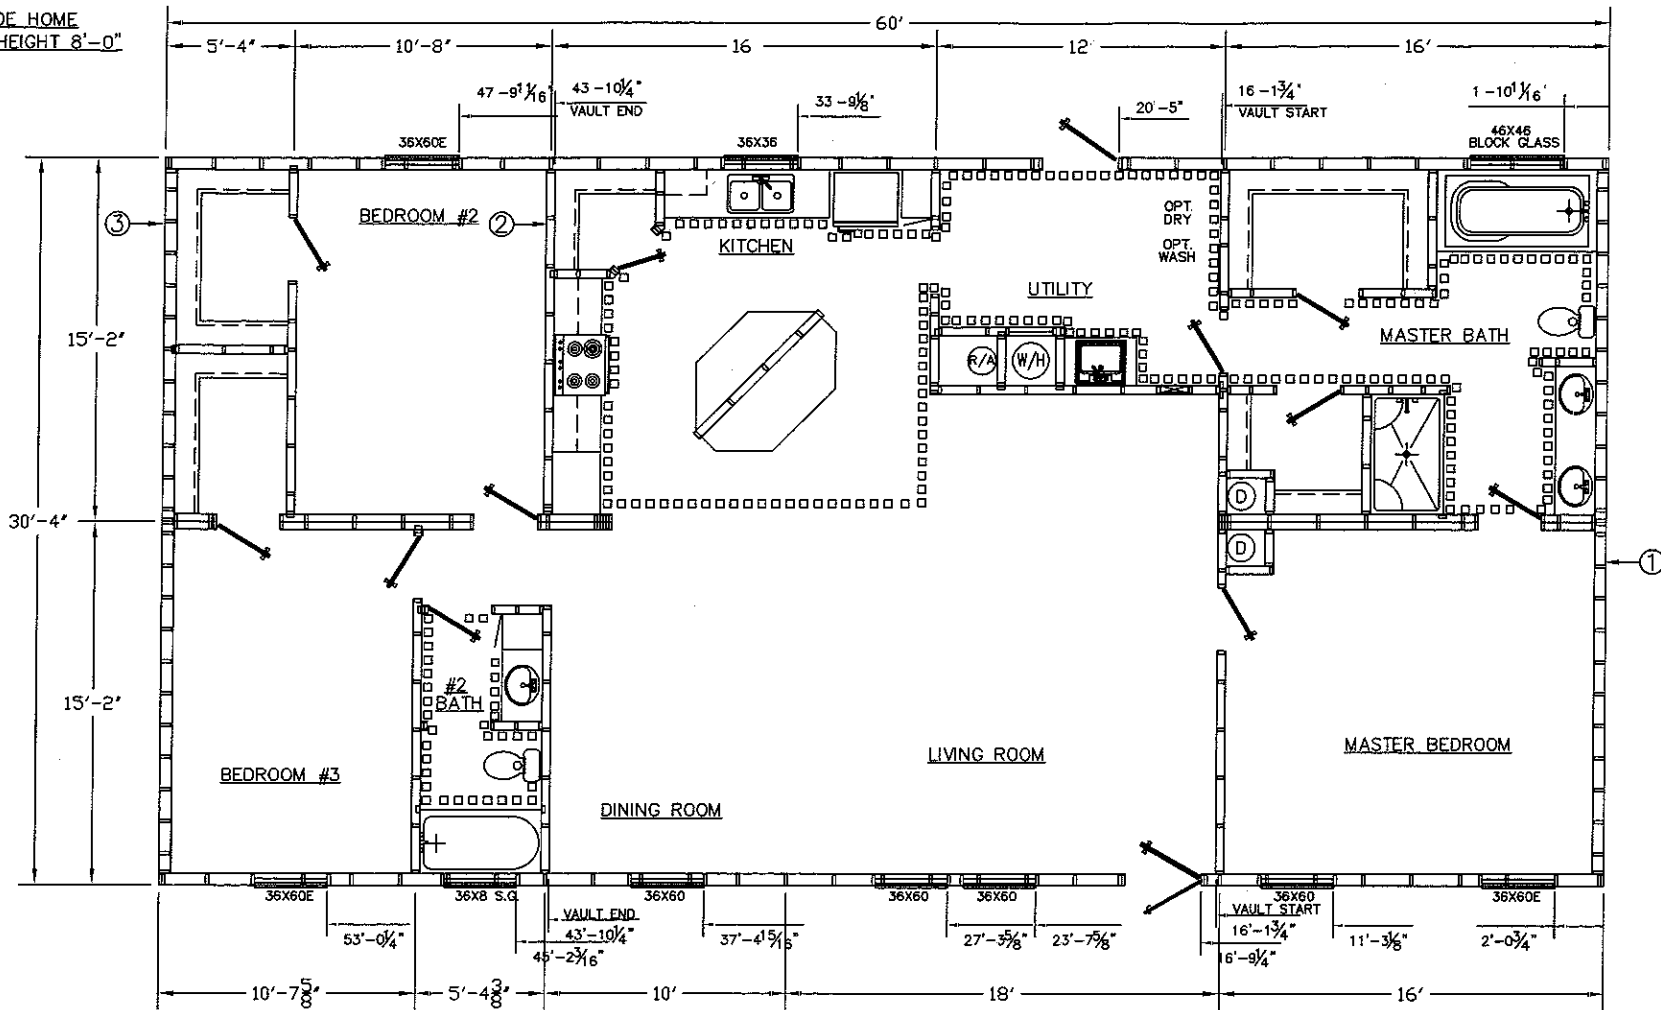 DE HOME
HEIGHT 8'-0"
60'
5'-4"
10'-8"
16
12
16'
47-9 11/16"
43-10 1/4"
VAULT END
33-9 1/8"
20'-5"
16-1 3/4"
VAULT START
1-10 11/16'
36X60E
36X36
46X46
BLOCK GLASS
3
BEDROOM #2
2
KITCHEN
OPT.
DRY
OPT.
WASH
UTILITY
15'-2"
MASTER BATH
R/A
W/H
D
30'-4"
D
1
15'-2"
#2
BATH
BEDROOM #3
DINING ROOM
LIVING ROOM
MASTER BEDROOM
36X60E
36X8 S.G.
36X60
36X60
36X60
36X60
36X60E
53'-0 1/4"
VAULT END
43'-10 1/4"
45'-2 3/16"
37'-4 15/16"
27'-3 5/8"
23'-7 5/8"
VAULT START
16'-1 3/4"
16'-9 1/4"
11'-3 1/8"
2'-0 3/4"
10'-7 5/8"
5'-4 3/8"
10'
18'
16'